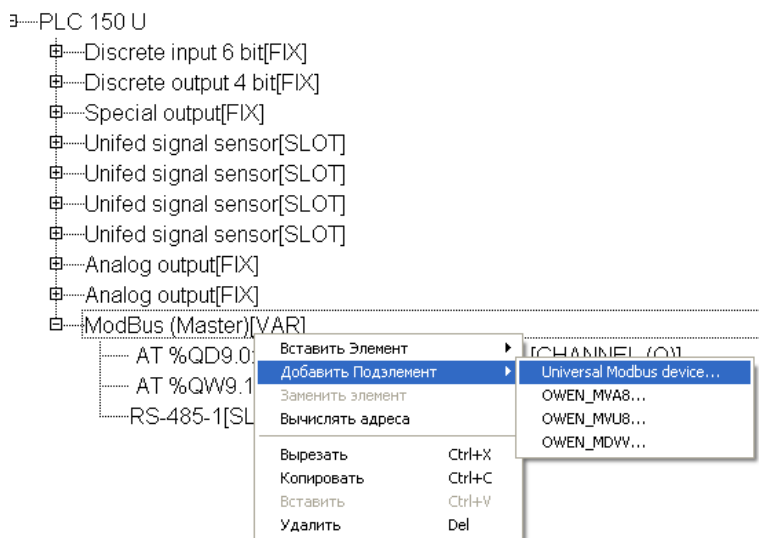 PLC 150 U
Discrete input 6 bit[FIX]
Discrete output 4 bit[FIX]
Special output[FIX]
Unifed signal sensor[SLOT]
Unifed signal sensor[SLOT]
Unifed signal sensor[SLOT]
Unifed signal sensor[SLOT]
Analog output[FIX]
Analog output[FIX]
ModBus (Master)[VAR]
AT %QD9.0: [CHANNEL (Q)]
AT %QW9.1
RS-485-1[SL
Вставить Элемент
Добавить Подэлемент
Заменить элемент
Вычислять адреса
Вырезать Ctrl+X
Копировать Ctrl+C
Вставить Ctrl+V
Удалить Del
Universal Modbus device...
OWEN_MVA8...
OWEN_MVU8...
OWEN_MDVV...